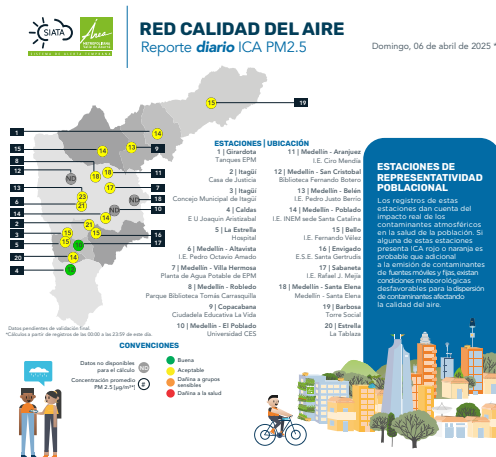 SIATA
Área
METROPOLITANA
Valle de Aburrá
RED CALIDAD DEL AIRE
Reporte diario ICA PM2.5
Domingo, 06 de abril de 2025 *
15
19
1
14
15
14
13
9
8
12
ND
18
18
11
13
17
7
23
ND
18
6
21
ND
10
14
14
2
21
3
15
15
16
5
15
10
17
20
14
4
12
ESTACIONES | UBICACIÓN
1 | Girardota
Tanques EPM
2 | Itagüí
Casa de Justicia
3 | Itagüí
Concejo Municipal de Itagüí
4 | Caldas
E U Joaquin Aristizabal
5 | La Estrella
Hospital
6 | Medellín - Altavista
I.E. Pedro Octavio Amado
7 | Medellín - Villa Hermosa
Planta de Agua Potable de EPM
8 | Medellín - Robledo
Parque Biblioteca Tomás Carrasquilla
9 | Copacabana
Ciudadela Educativa La Vida
10 | Medellín - El Poblado
Universidad CES
11 | Medellín - Aranjuez
I.E. Ciro Mendía
12 | Medellín - San Cristobal
Biblioteca Fernando Botero
13 | Medellín - Belén
I.E. Pedro Justo Berrio
14 | Medellín - Poblado
I.E. INEM sede Santa Catalina
15 | Bello
I.E. Fernando Vélez
16 | Envigado
E.S.E. Santa Gertrudis
17 | Sabaneta
I.E. Rafael J. Mejía
18 | Medellín - Santa Elena
Medellín - Santa Elena
19 | Barbosa
Torre Social
20 | Estrella
La Tablaza
ESTACIONES DE
REPRESENTATIVIDAD
POBLACIONAL
Los registros de estas
estaciones dan cuenta del
impacto real de los
contaminantes atmosféricos
en la salud de la población. Si
alguna de estas estaciones
presenta ICA rojo o naranja es
probable que adicional
a la emisión de contaminantes
de fuentes móviles y fijas, existan
condiciones meteorológicas
desfavorables para la dispersión
de contaminantes afectando
la calidad del aire.
Datos pendientes de validación final
*Cálculos a partir de registros de las 00:00 a las 23:59 de este día.
CONVENCIONES
Datos no disponibles
para el cálculo
ND
Concentración promedio
PM 2.5 (µg/m³)
#
Buena
Aceptable
Dañina a grupos
sensibles
Dañina a la salud